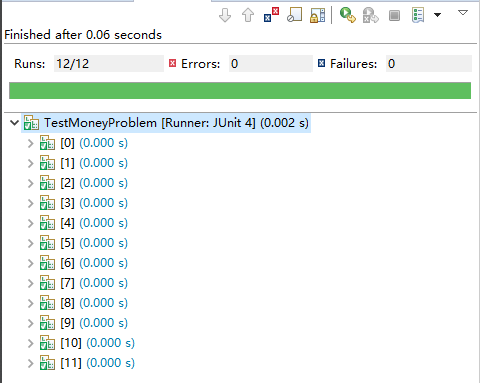 Finished after 0.06 seconds
Runs: 12/12 Errors: 0 Failures: 0
TestMoneyProblem [Runner: JUnit 4] (0.002 s)
[0] (0.000 s)
[1] (0.000 s)
[2] (0.000 s)
[3] (0.000 s)
[4] (0.000 s)
[5] (0.000 s)
[6] (0.000 s)
[7] (0.000 s)
[8] (0.000 s)
[9] (0.000 s)
[10] (0.000 s)
[11] (0.000 s)